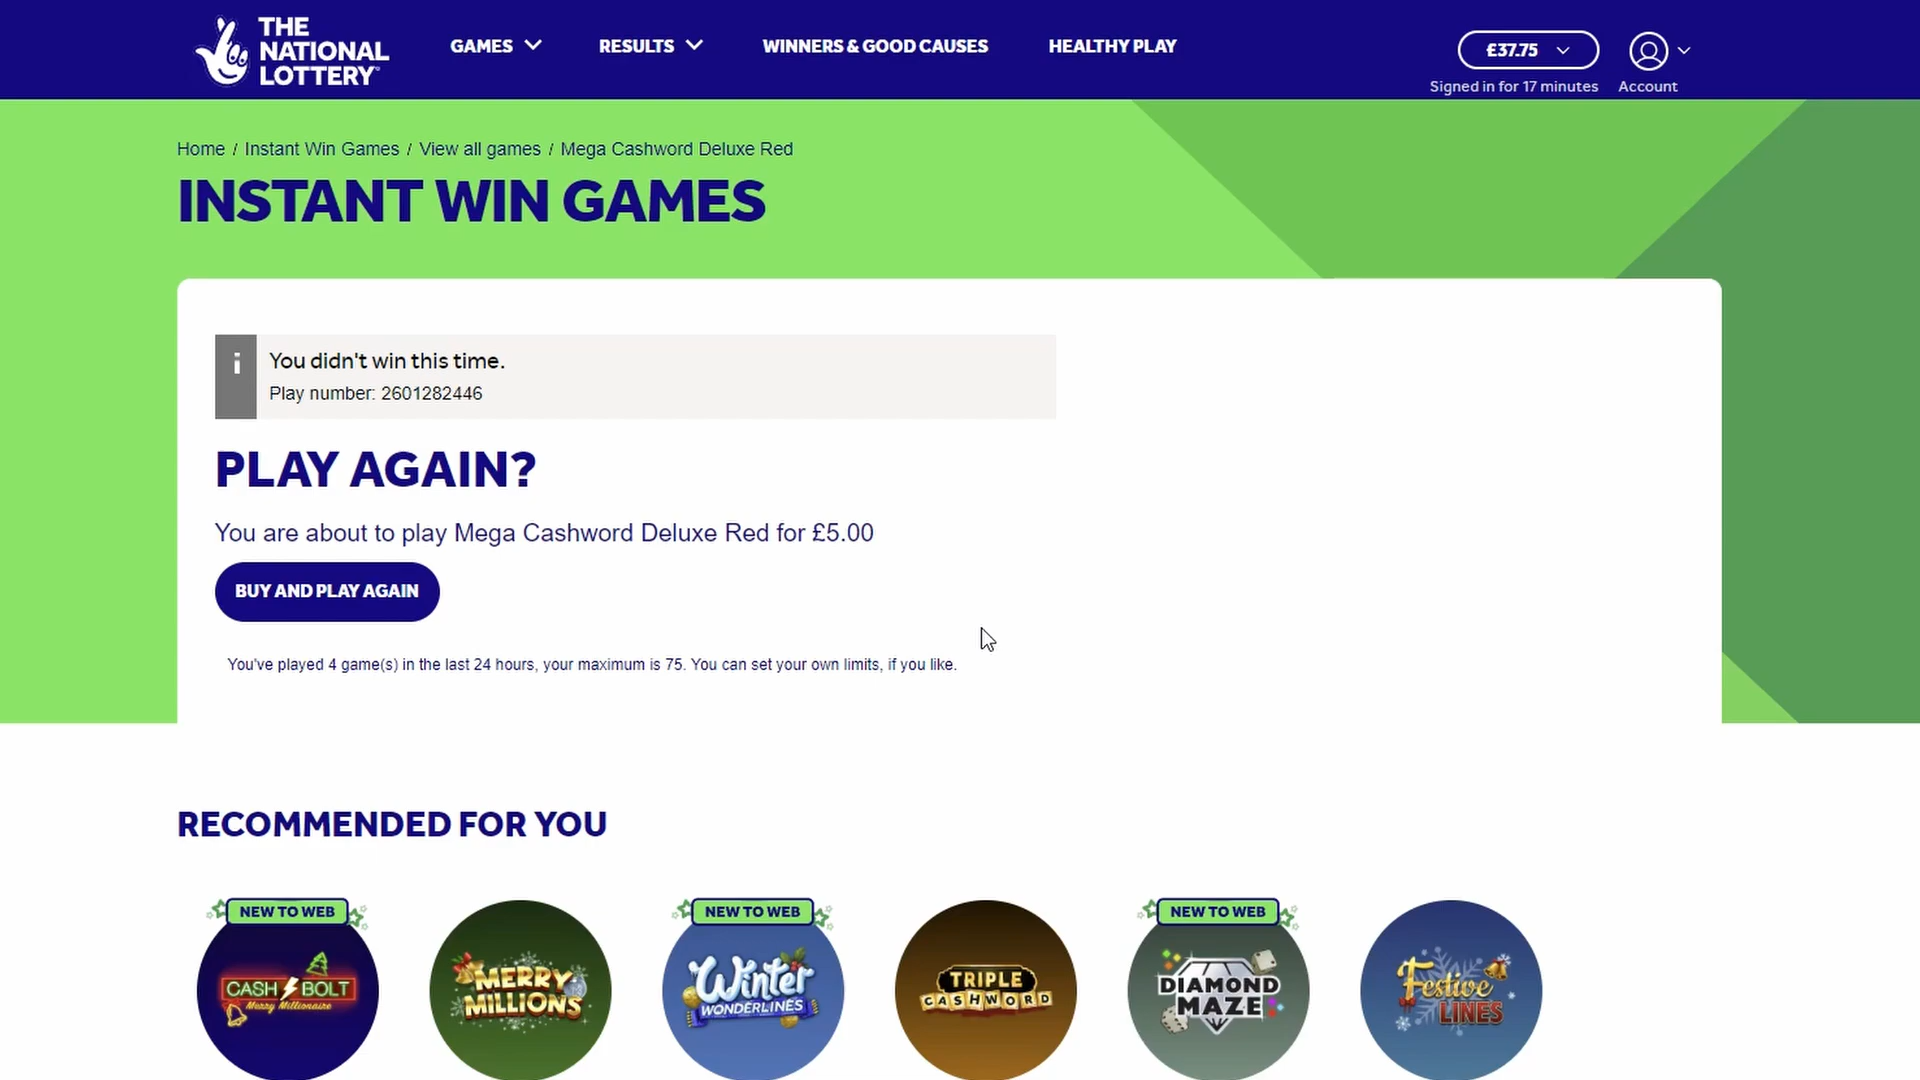 THE
NATIONAL
LOTTERY
GAMES
RESULTS
WINNERS & GOOD CAUSES
HEALTHY PLAY
£37.75
Signed in for 17 minutes
Account
Home / Instant Win Games / View all games / Mega Cashword Deluxe Red
INSTANT WIN GAMES
i
You didn't win this time.
Play number: 2601282446
PLAY AGAIN?
You are about to play Mega Cashword Deluxe Red for £5.00
BUY AND PLAY AGAIN
You've played 4 game(s) in the last 24 hours, your maximum is 75. You can set your own limits, if you like.
RECOMMENDED FOR YOU
NEW TO WEB
CASH BOLT
Merry Millionaire
MERRY
MILLIONS
NEW TO WEB
Winter
WONDERLINES
TRIPLE
CASHWORD
NEW TO WEB
DIAMOND
MAZE
Festive
LINES